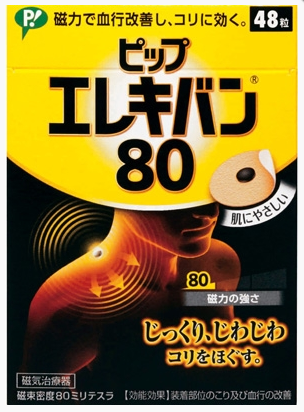 P!
磁力で血行改善し、コリに効く。
48粒
ピップ
エレキバン®
80
肌にやさしい
80
磁力の強さ
じっくり、じわじわ
コリをほぐす。
磁気治療器
磁束密度80ミリテスラ 【効能効果】装着部位のこり及び血行の改善